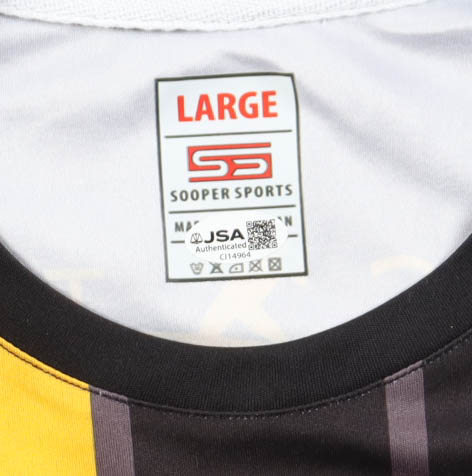 LARGE
SOOPER SPORTS
JSA
Authenticated
CI14964